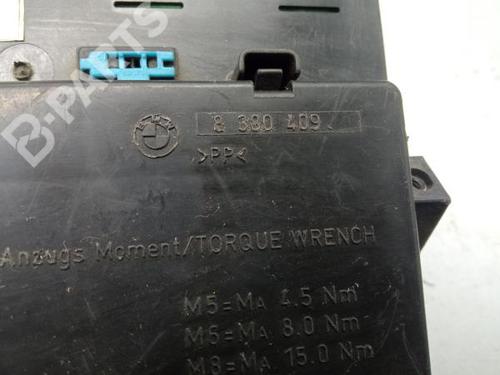 B-PARTS
BMW
8 380 409
>PP<
Anzugs Moment/TORQUE WRENCH
M5=MA 4.5 Nm
M6=MA 8.0 Nm
M8=MA 15.0 Nm